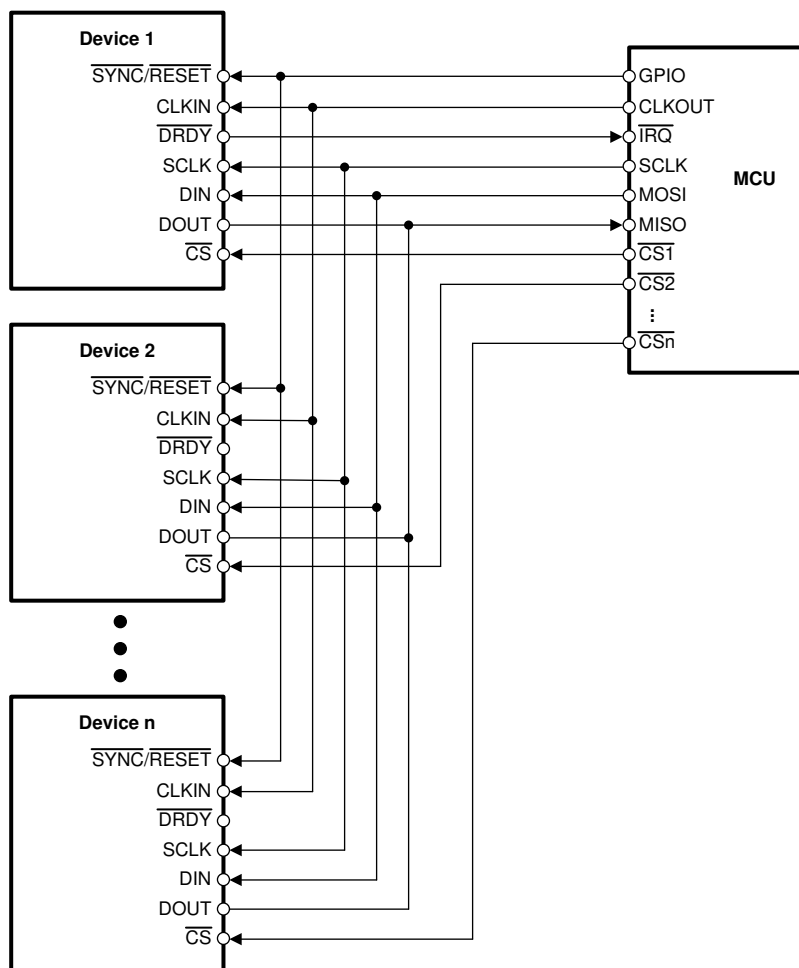 Device 1
SYNC/RESET
CLKIN
DRDY
SCLK
DIN
DOUT
CS
GPIO
CLKOUT
IRQ
SCLK
MOSI
MISO
CS1
CS2
⋮
CSn
MCU
Device 2
SYNC/RESET
CLKIN
DRDY
SCLK
DIN
DOUT
CS
Device n
SYNC/RESET
CLKIN
DRDY
SCLK
DIN
DOUT
CS